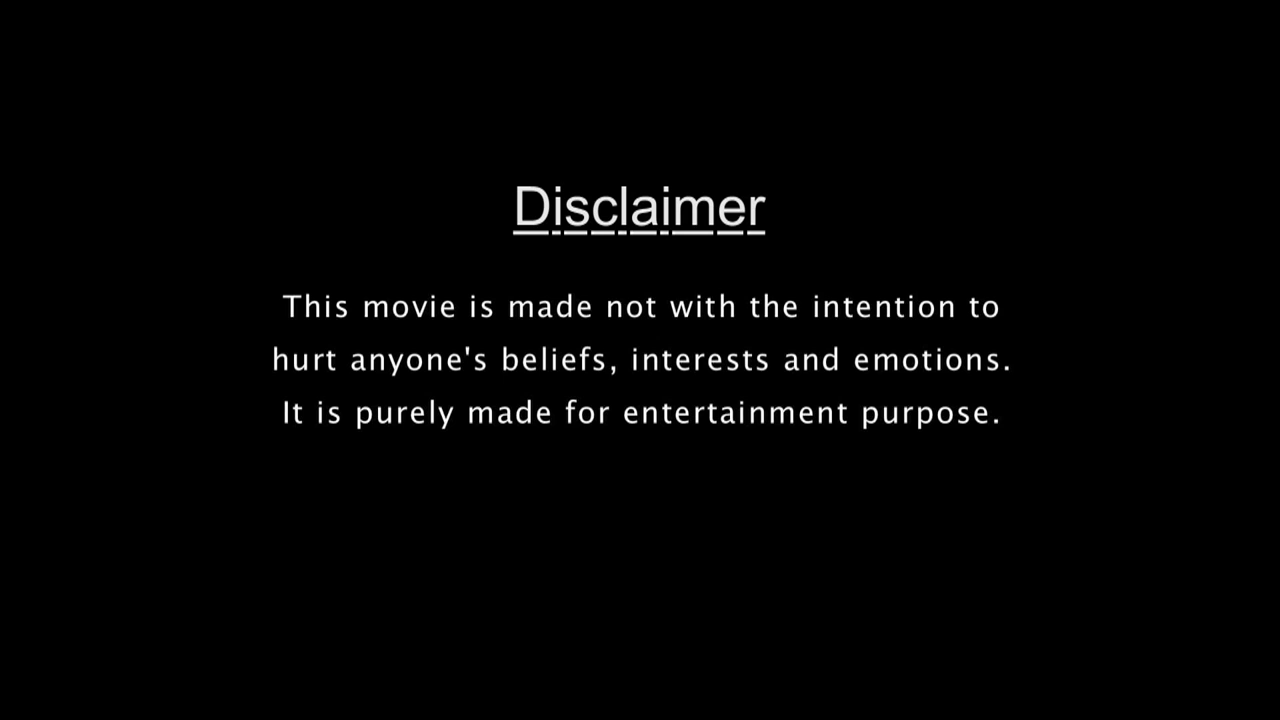 Disclaimer
This movie is made not with the intention to
hurt anyone's beliefs, interests and emotions.
It is purely made for entertainment purpose.